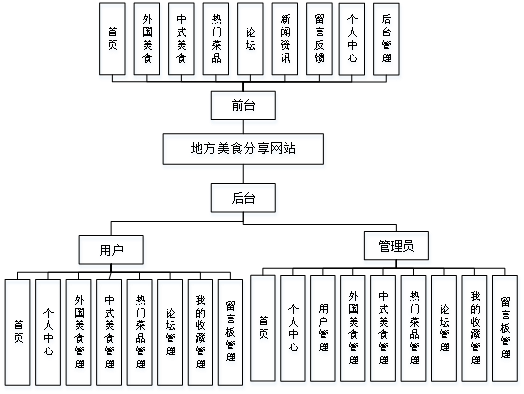 首页
外国美食
中式美食
热门菜品
论坛
新闻资讯
留言反馈
个人中心
后台管理
前台
地方美食分享网站
后台
用户
管理员
首页
个人中心
外国美食管理
中式美食管理
热门菜品管理
论坛管理
我的收藏管理
留言板管理
首页
个人中心
用户管理
外国美食管理
中式美食管理
热门菜品管理
论坛管理
我的收藏管理
留言板管理